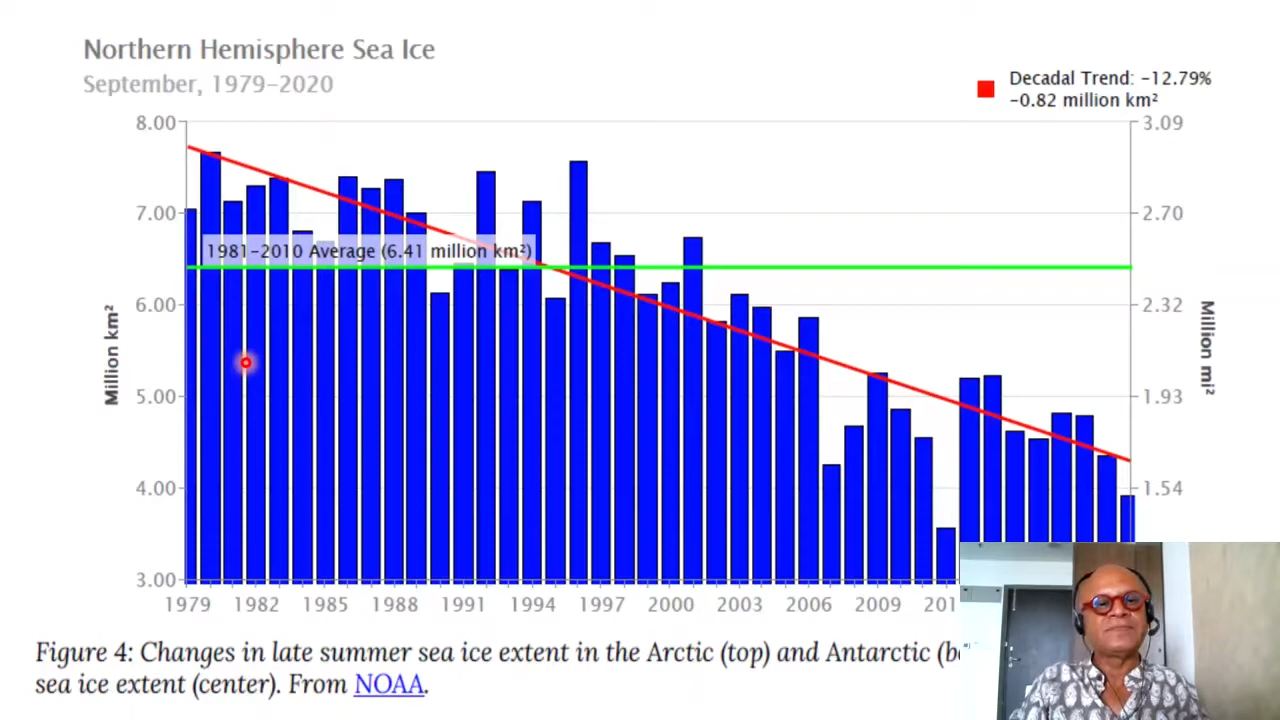 Northern Hemisphere Sea Ice
September, 1979-2020
Decadal Trend: -12.79%
-0.82 million km²
8.00
3.09
7.00
2.70
1981-2010 Average (6.41 million km²)
6.00
2.32
Million km²
Million mi²
5.00
1.93
4.00
1.54
3.00
1979 1982 1985 1988 1991 1994 1997 2000 2003 2006 2009 201
Figure 4: Changes in late summer sea ice extent in the Arctic (top) and Antarctic
sea ice extent (center). From NOAA.